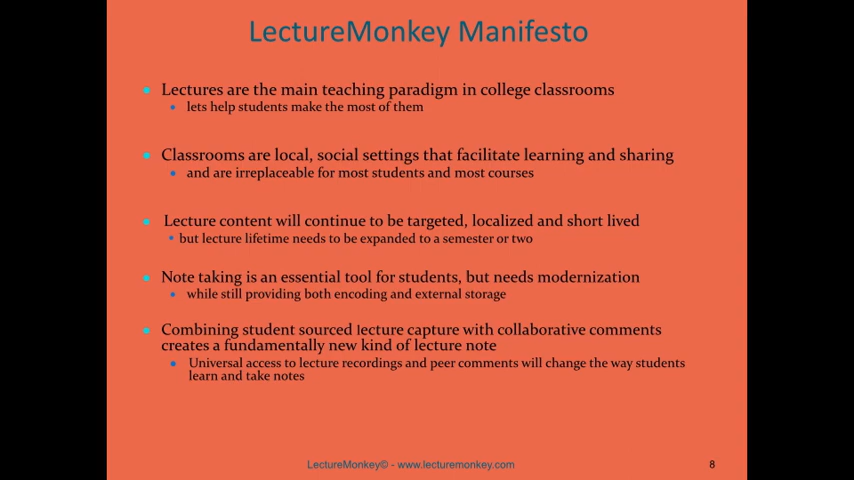 LectureMonkey Manifesto
Lectures are the main teaching paradigm in college classrooms
lets help students make the most of them
Classrooms are local, social settings that facilitate learning and sharing
and are irreplaceable for most students and most courses
Lecture content will continue to be targeted, localized and short lived
but lecture lifetime needs to be expanded to a semester or two
Note taking is an essential tool for students, but needs modernization
while still providing both encoding and external storage
Combining student sourced lecture capture with collaborative comments
creates a fundamentally new kind of lecture note
Universal access to lecture recordings and peer comments will change the way students
learn and take notes
LectureMonkey© - www.lecturemonkey.com
8